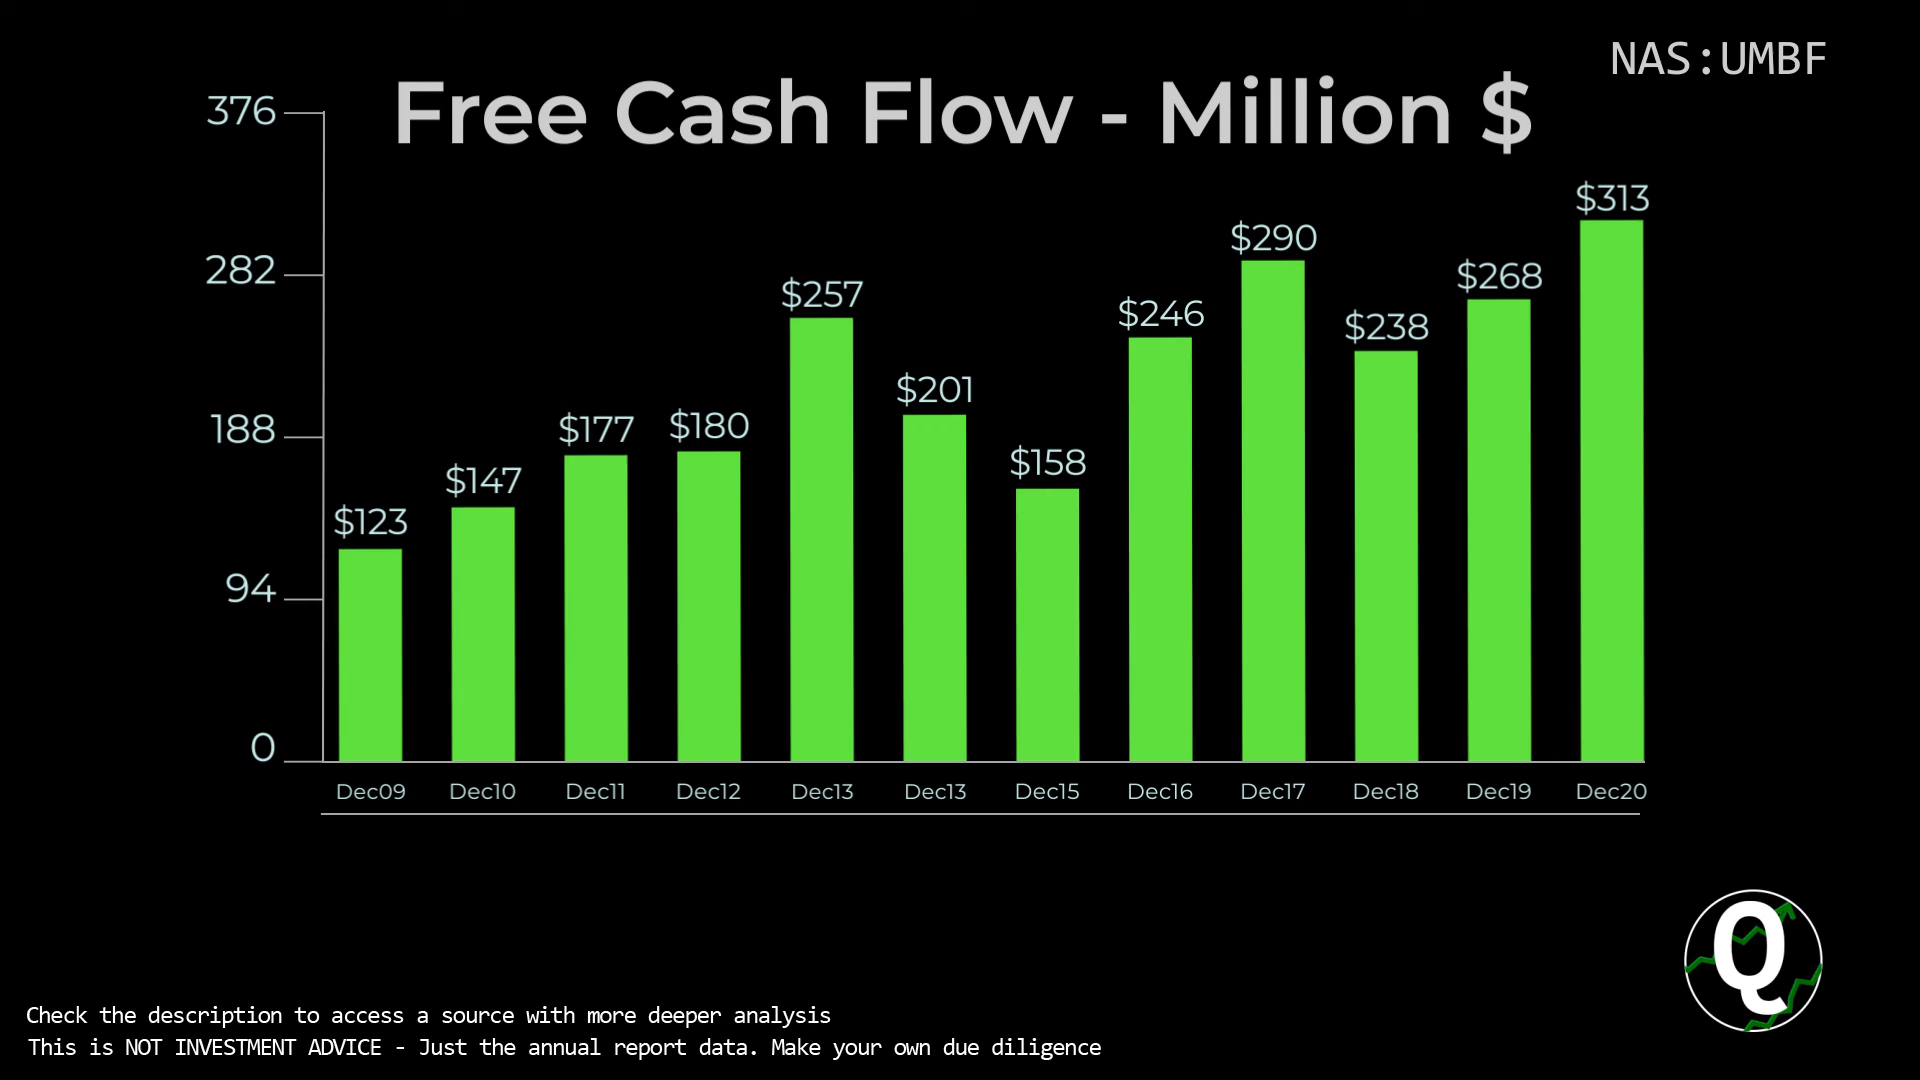 NAS:UMBF
Free Cash Flow - Million $
376
282
188
94
0
$123
$147
$177
$180
$257
$201
$158
$246
$290
$238
$268
$313
Dec09 Dec10 Dec11 Dec12 Dec13 Dec13 Dec15 Dec16 Dec17 Dec18 Dec19 Dec20
Q
Check the description to access a source with more deeper analysis
This is NOT INVESTMENT ADVICE - Just the annual report data. Make your own due diligence